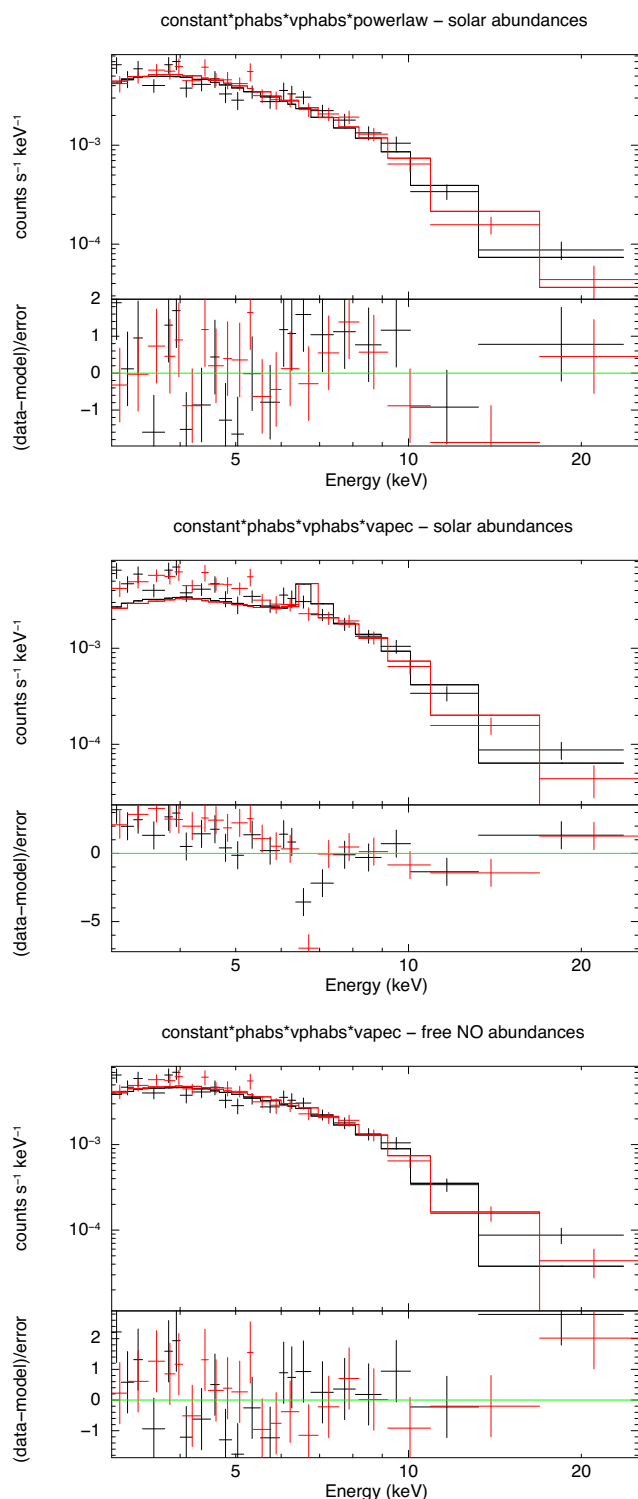 constant*phabs*vphabs*powerlaw – solar abundances
counts s⁻¹ keV⁻¹
10⁻³
10⁻⁴
(data−model)/error
2
1
0
−1
5
10
20
Energy (keV)
constant*phabs*vphabs*vapec – solar abundances
counts s⁻¹ keV⁻¹
10⁻³
10⁻⁴
(data−model)/error
0
−5
5
10
20
Energy (keV)
constant*phabs*vphabs*vapec – free NO abundances
counts s⁻¹ keV⁻¹
10⁻³
10⁻⁴
(data−model)/error
2
1
0
−1
5
10
20
Energy (keV)